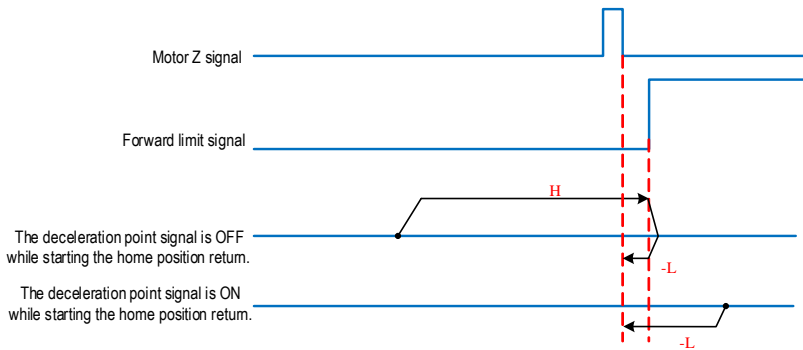 Motor Z signal
Forward limit signal
H
The deceleration point signal is OFF
while starting the home position return.
-L
The deceleration point signal is ON
while starting the home position return.
-L